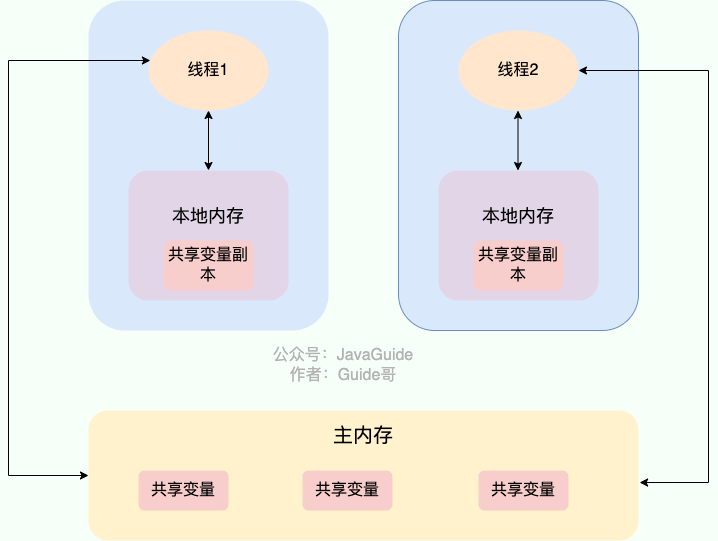 线程1
线程2
本地内存
本地内存
共享变量副
本
共享变量副
本
公众号：JavaGuide
作者：Guide哥
主内存
共享变量
共享变量
共享变量